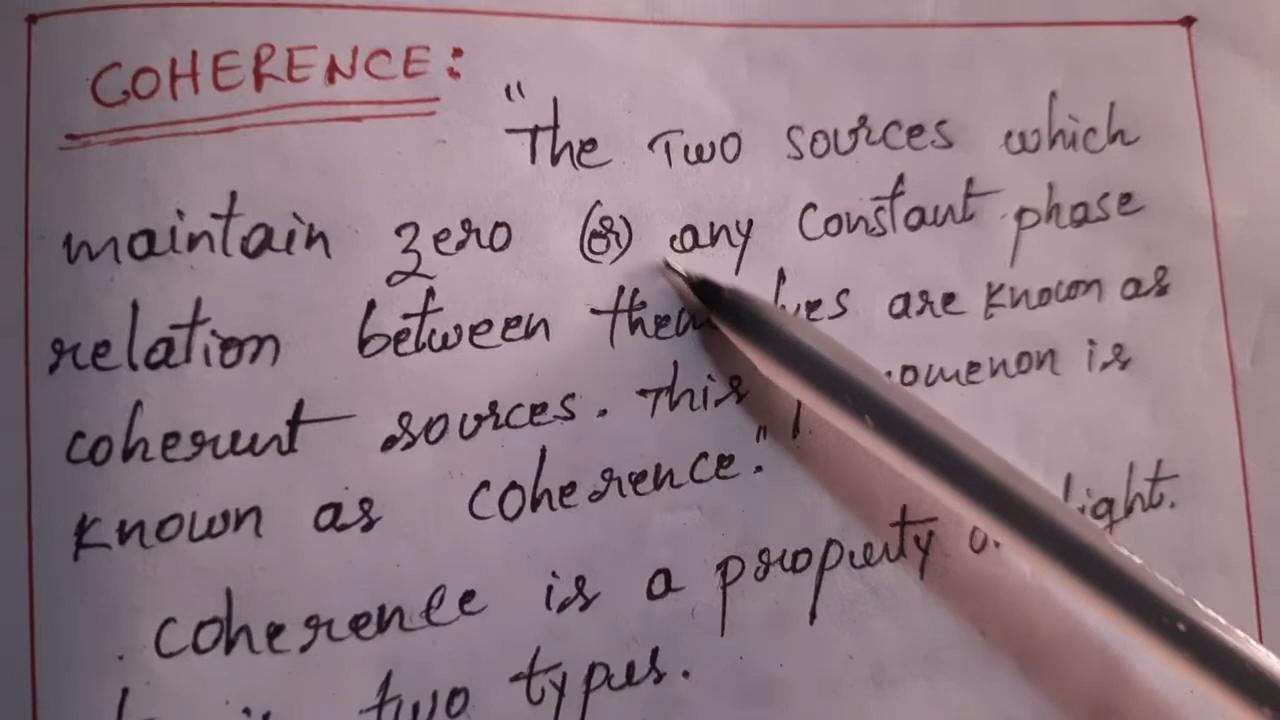 COHERENCE:
"The Two sources which
maintain zero (or) any Constant phase
relation between are known as
coherent sources. This is
known as coherence."
coherence is a property light.
two types.